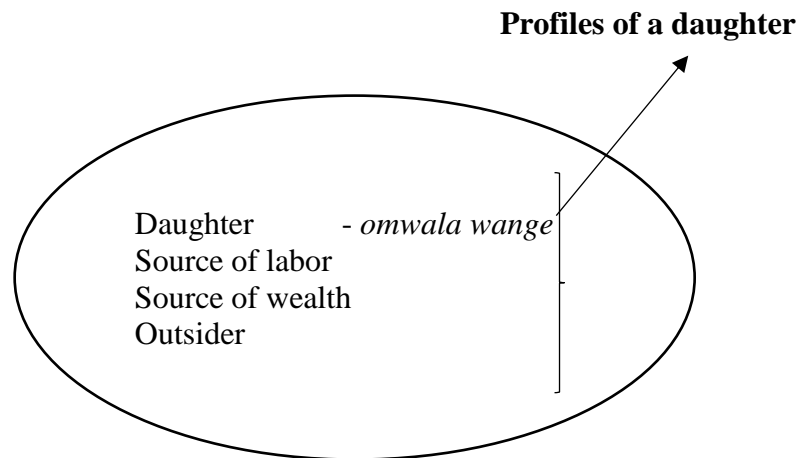 Profiles of a daughter
Daughter - omwala wange
Source of labor
Source of wealth
Outsider